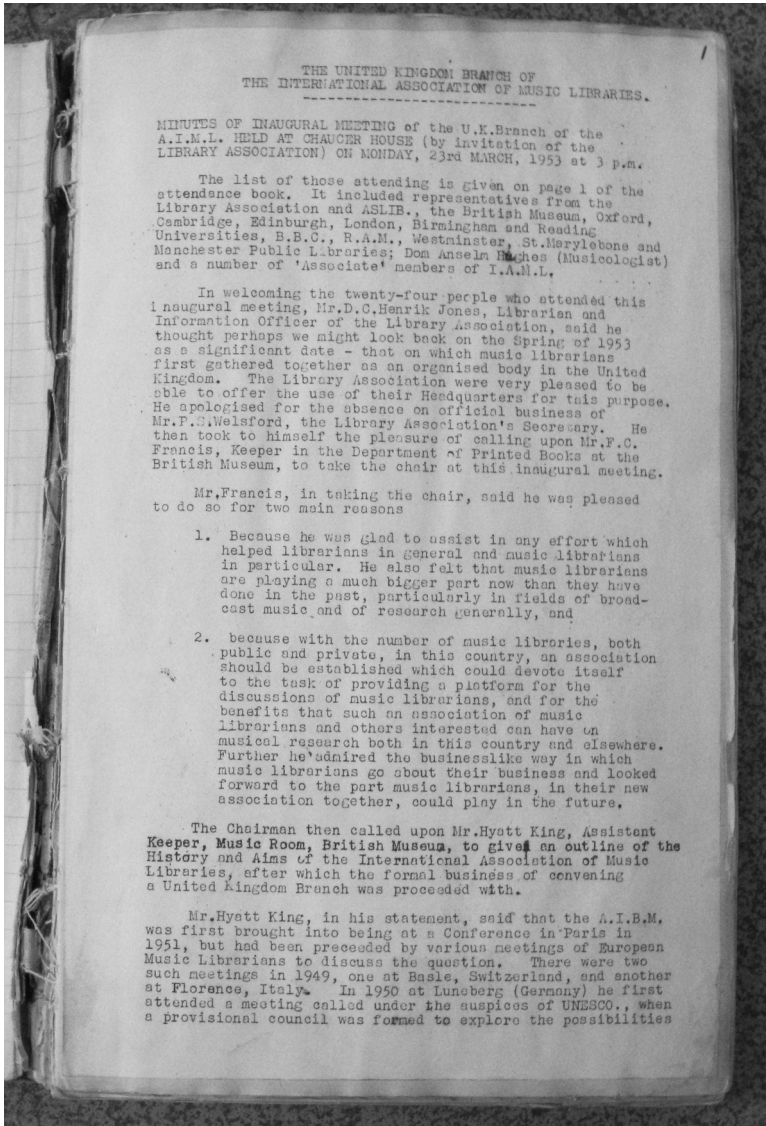 1
THE UNITED KINGDOM BRANCH OF
THE INTERNATIONAL ASSOCIATION OF MUSIC LIBRARIES.
MINUTES OF INAUGURAL MEETING of the U.K.Branch of the
A.I.M.L. HELD AT CHAUCER HOUSE (by invitation of the
LIBRARY ASSOCIATION) ON MONDAY, 23rd MARCH, 1953 at 3 p.m.
The list of those attending is given on page 1 of the
attendance book. It included representatives from the
Library Association and ASLIB., the British Museum, Oxford,
Cambridge, Edinburgh, London, Birmingham and Reading
Universities, B.B.C., R.A.M., Westminster, St.Marylebone and
Manchester Public Libraries; Dom Anselm Hughes (Musicologist)
and a number of 'Associate' members of I.A.M.L.
In welcoming the twenty-four people who attended this
inaugural meeting, Mr.D.C.Henrik Jones, Librarian and
Information Officer of the Library Association, said he
thought perhaps we might look back on the Spring of 1953
as a significant date - that on which music librarians
first gathered together as an organised body in the United
Kingdom. The Library Association were very pleased to be
able to offer the use of their Headquarters for this purpose.
He apologised for the absence on official business of
Mr.P.S.Welsford, the Library Association's Secretary. He
then took to himself the pleasure of calling upon Mr.F.C.
Francis, Keeper in the Department of Printed Books at the
British Museum, to take the chair at this inaugural meeting.
Mr.Francis, in taking the chair, said he was pleased
to do so for two main reasons
1. Because he was glad to assist in any effort which
helped librarians in general and music librarians
in particular. He also felt that music librarians
are playing a much bigger part now than they have
done in the past, particularly in fields of broad-
cast music and of research generally, and
2. because with the number of music libraries, both
public and private, in this country, an association
should be established which could devote itself
to the task of providing a platform for the
discussions of music librarians, and for the
benefits that such an association of music
librarians and others interested can have on
musical research both in this country and elsewhere.
Further he admired the businesslike way in which
music librarians go about their business and looked
forward to the part music librarians, in their new
association together, could play in the future.
The Chairman then called upon Mr.Hyatt King, Assistant
Keeper, Music Room, British Museum, to give an outline of the
History and Aims of the International Association of Music
Libraries, after which the formal business of convening
a United Kingdom Branch was proceeded with.
Mr.Hyatt King, in his statement, said that the A.I.B.M.
was first brought into being at a Conference in Paris in
1951, but had been preceeded by various meetings of European
Music Librarians to discuss the question. There were two
such meetings in 1949, one at Basle, Switzerland, and another
at Florence, Italy. In 1950 at Luneberg (Germany) he first
attended a meeting called under the auspices of UNESCO., when
a provisional council was formed to explore the possibilities